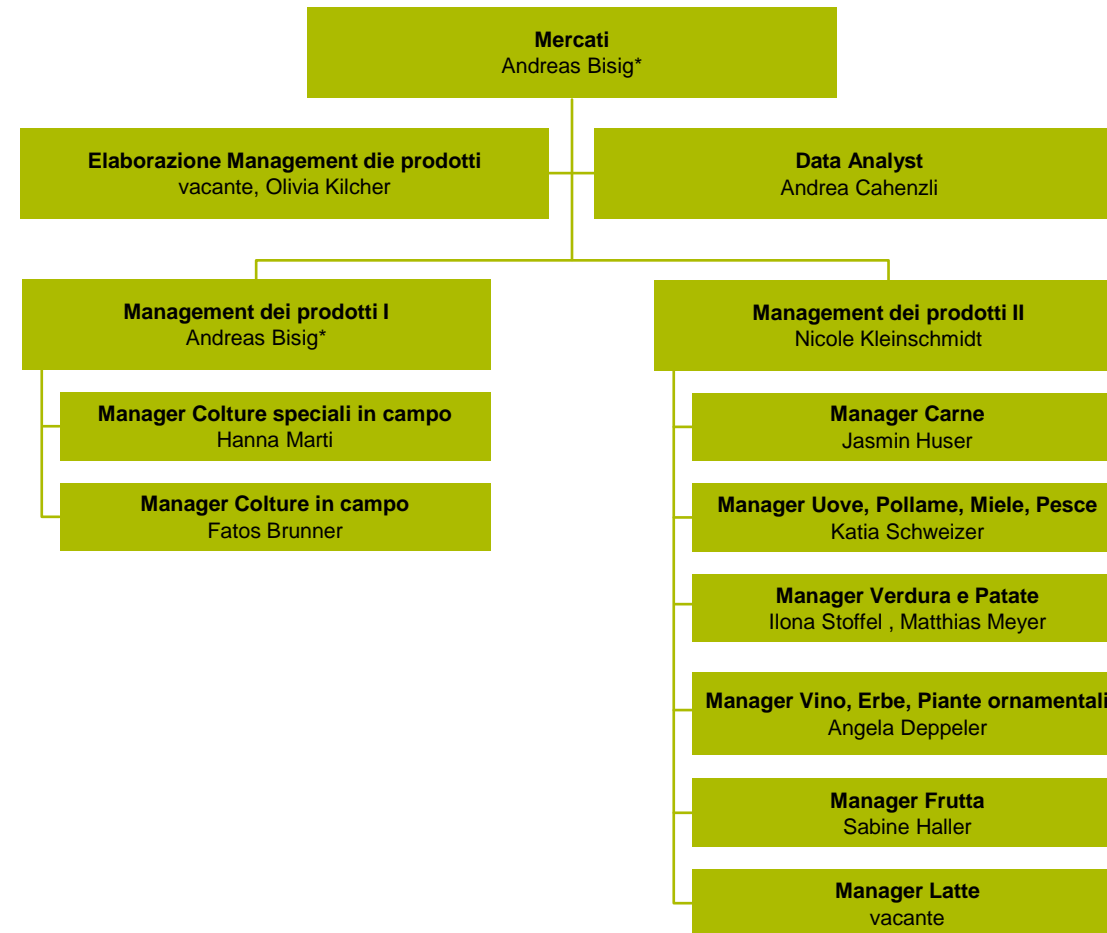 Mercati
Andreas Bisig*
Elaborazione Management die prodotti
vacante, Olivia Kilcher
Data Analyst
Andrea Cahenzli
Management dei prodotti I
Andreas Bisig*
Manager Colture speciali in campo
Hanna Marti
Manager Colture in campo
Fatos Brunner
Management dei prodotti II
Nicole Kleinschmidt
Manager Carne
Jasmin Huser
Manager Uove, Pollame, Miele, Pesce
Katia Schweizer
Manager Verdura e Patate
Ilona Stoffel , Matthias Meyer
Manager Vino, Erbe, Piante ornamentali
Angela Deppeler
Manager Frutta
Sabine Haller
Manager Latte
vacante